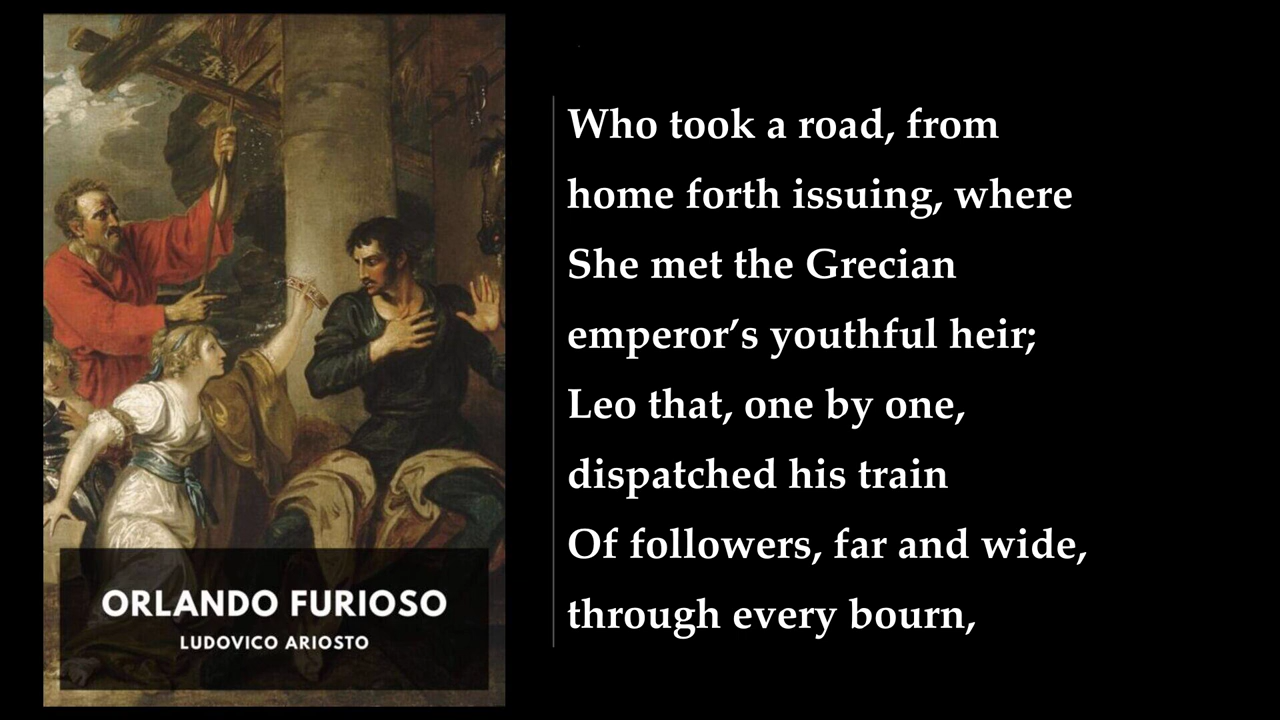 ORLANDO FURIOSO
LUDOVICO ARIOSTO
Who took a road, from
home forth issuing, where
She met the Grecian
emperor’s youthful heir;
Leo that, one by one,
dispatched his train
Of followers, far and wide,
through every bourn,